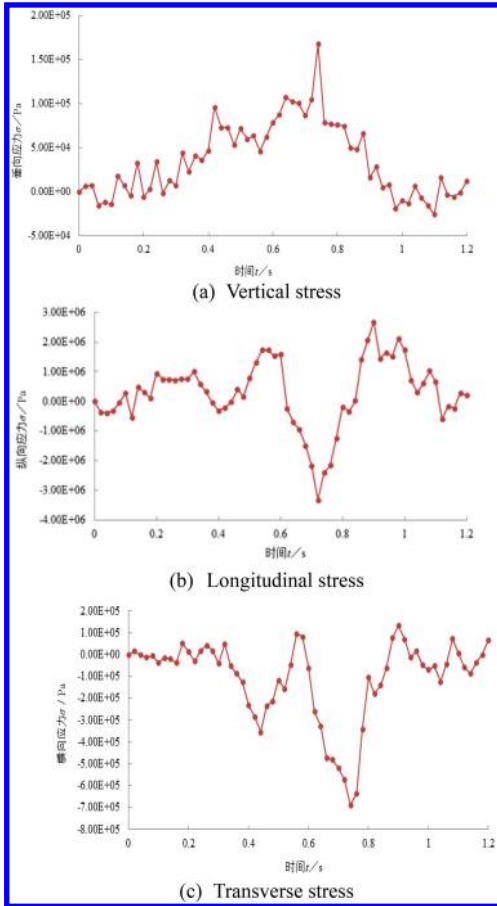 2.00E+05
1.50E+05
1.00E+05
5.00E+04
0.00E+00
-5.00E+04
垂向应力σ/Pa
0 0.2 0.4 0.6 0.8 1 1.2
时间t/s
(a) Vertical stress
3.00E+06
2.00E+06
1.00E+06
0.00E+00
-1.00E+06
-2.00E+06
-3.00E+06
-4.00E+06
纵向应力σ/Pa
0 0.2 0.4 0.6 0.8 1 1.2
时间t/s
(b) Longitudinal stress
2.00E+05
1.00E+05
0.00E+00
-1.00E+05
-2.00E+05
-3.00E+05
-4.00E+05
-5.00E+05
-6.00E+05
-7.00E+05
-8.00E+05
横向应力σ / Pa
0 0.2 0.4 0.6 0.8 1 1.2
时间t/s
(c) Transverse stress